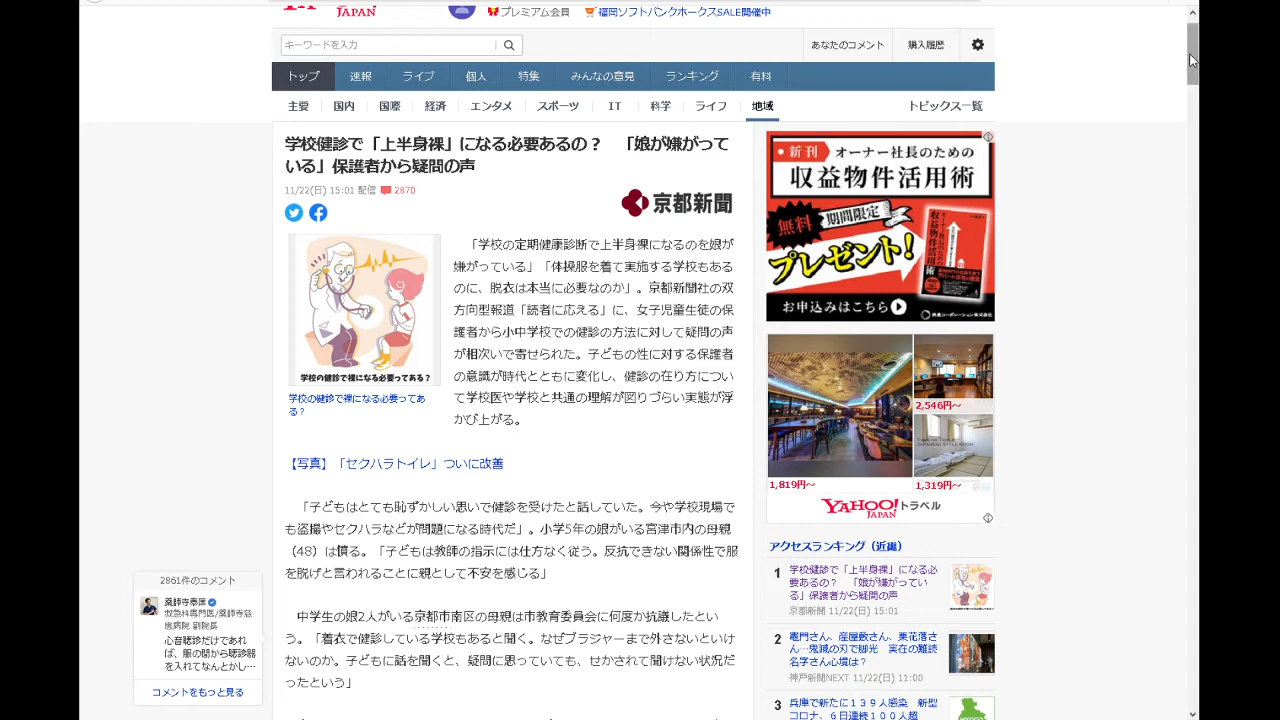 JAPAN
プレミアム会員
福岡ソフトバンクホークスSALE開催中
キーワードを入力
あなたのコメント
購入履歴
トップ 速報 ライブ 個人 特集 みんなの意見 ランキング 有料
主要 国内 国際 経済 エンタメ スポーツ IT 科学 ライフ 地域 トピックス一覧
学校健診で「上半身裸」になる必要あるの？ 「娘が嫌がって
いる」保護者から疑問の声
11/22(日) 15:01 配信 2870
京都新聞
学校の健診で裸になる必要ってある？
学校の健診で裸になる必要ってあ
る？
「学校の定期健康診断で上半身裸になるのを娘が
嫌がっている」「体操服を着て実施する学校もある
のに、脱衣は本当に必要なのか」。京都新聞社の双
方向型報道「読者に応える」に、女子児童生徒の保
護者から小中学校での健診の方法に対して疑問の声
が相次いで寄せられた。子どもの性に対する保護者
の意識が時代とともに変化し、健診の在り方につい
て学校医や学校と共通の理解が図りづらい実態が浮
かび上がる。
【写真】「セクハラトイレ」ついに改善
「子どもはとても恥ずかしい思いで健診を受けたと話していた。今や学校現場で
も盗撮やセクハラなどが問題になる時代だ」。小学5年の娘がいる宮津市内の母親
（48）は憤る。「子どもは教師の指示には仕方なく従う。反抗できない関係性で服
を脱げと言われることに親として不安を感じる」
中学生の娘2人がいる京都市南区の母親は市教育委員会に何度か抗議したとい
う。「着衣で健診している学校もあると聞く。なぜブラジャーまで外さないといけ
ないのか。子どもに話を聞くと、疑問に思っていても、せかされて聞けない状況だ
ったという」
2861件のコメント
薬師寺泰匡
救急科専門医/薬師寺慈
恵病院 副院長
心音聴診だけであれ
ば、服の間から聴診器
を入れてなんとかし…
コメントをもっと見る
新刊 オーナー社長のための
収益物件活用術
無料
期間限定
プレゼント!
お申込みはこちら
2,546円～
1,819円～
1,319円～
YAHOO! JAPAN トラベル
アクセスランキング（近畿）
1 学校健診で「上半身裸」になる必
要あるの？ 「娘が嫌がってい
る」保護者から疑問の声
京都新聞 11/22(日) 15:01
2 竈門さん、産屋敷さん、栗花落さ
ん…鬼滅の刃で脚光 実在の難読
名字さん心境は？
神戸新聞NEXT 11/22(日) 11:00
3 兵庫で新たに１３９人感染 新型
コロナ、６日連続１００人超